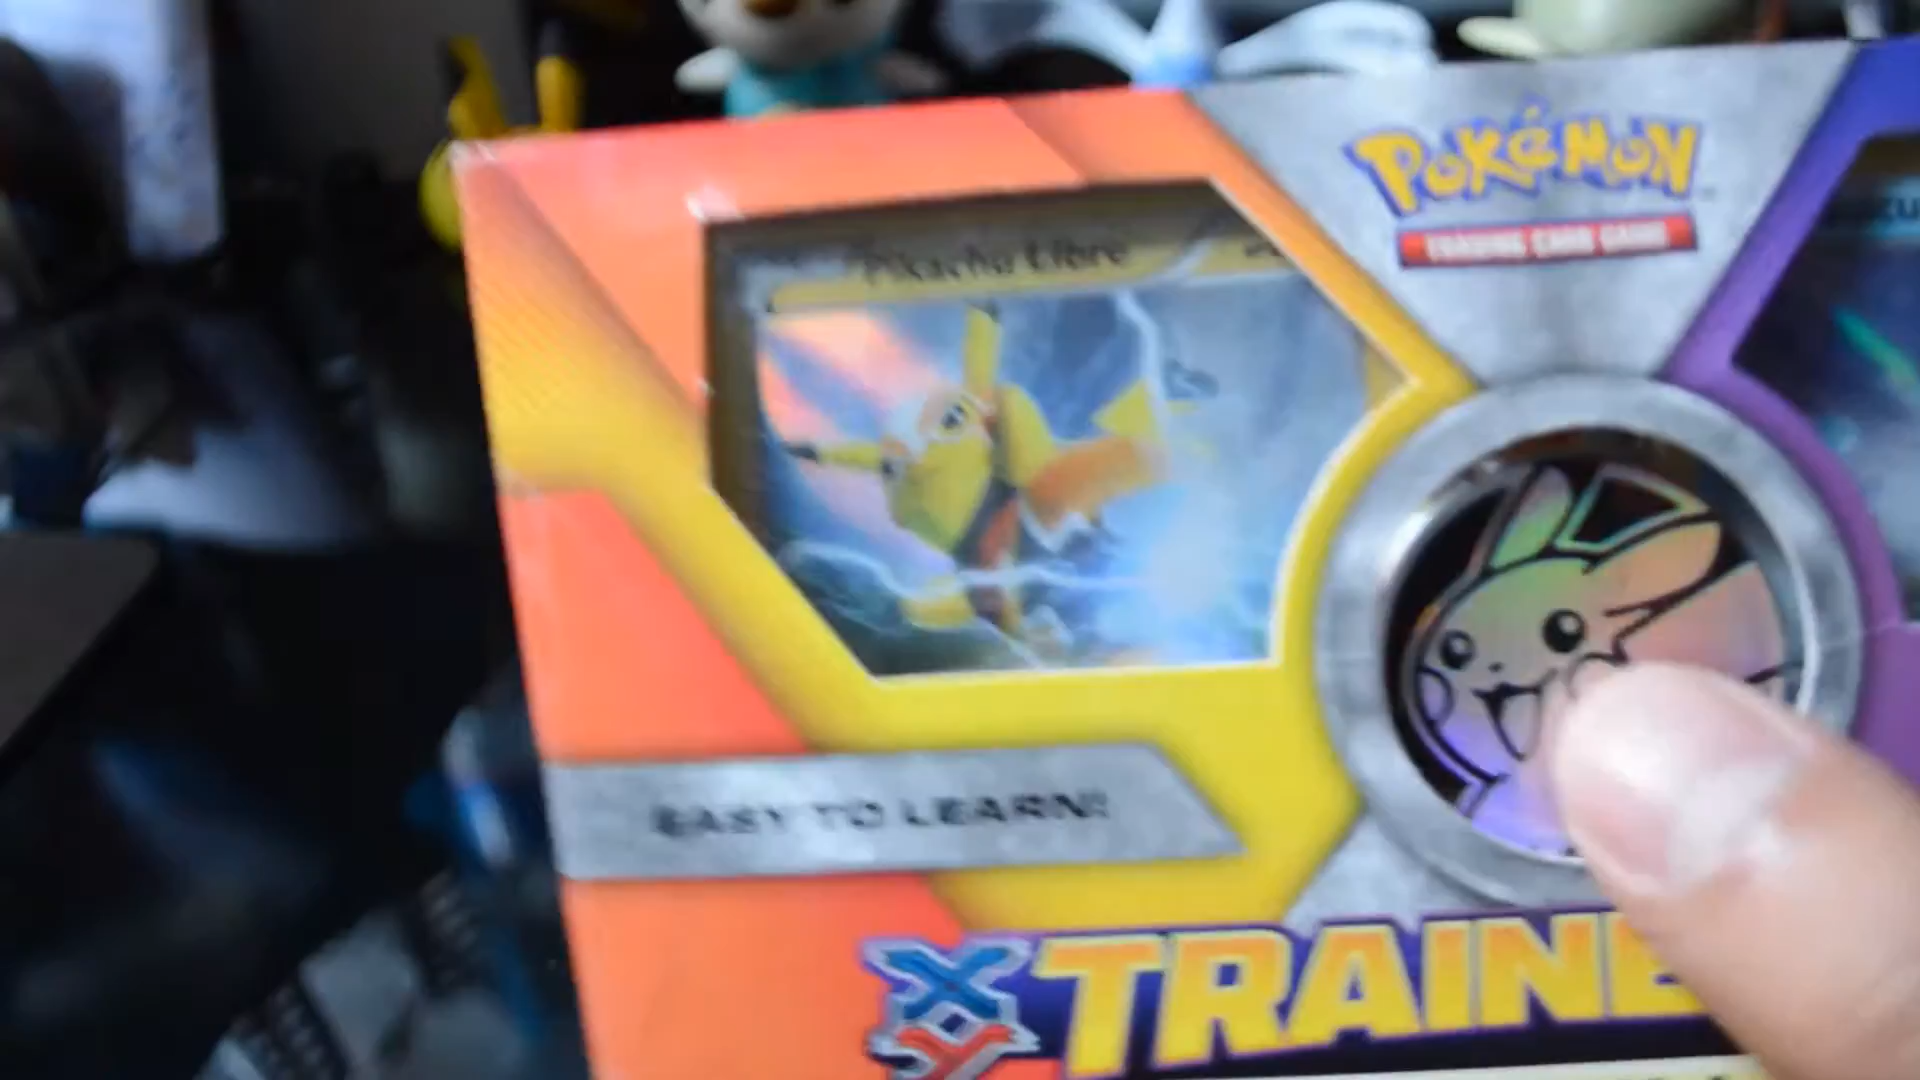 POKéMON
TRADING CARD GAME
Pikachu Libre
EASY TO LEARN!
XY TRAINE